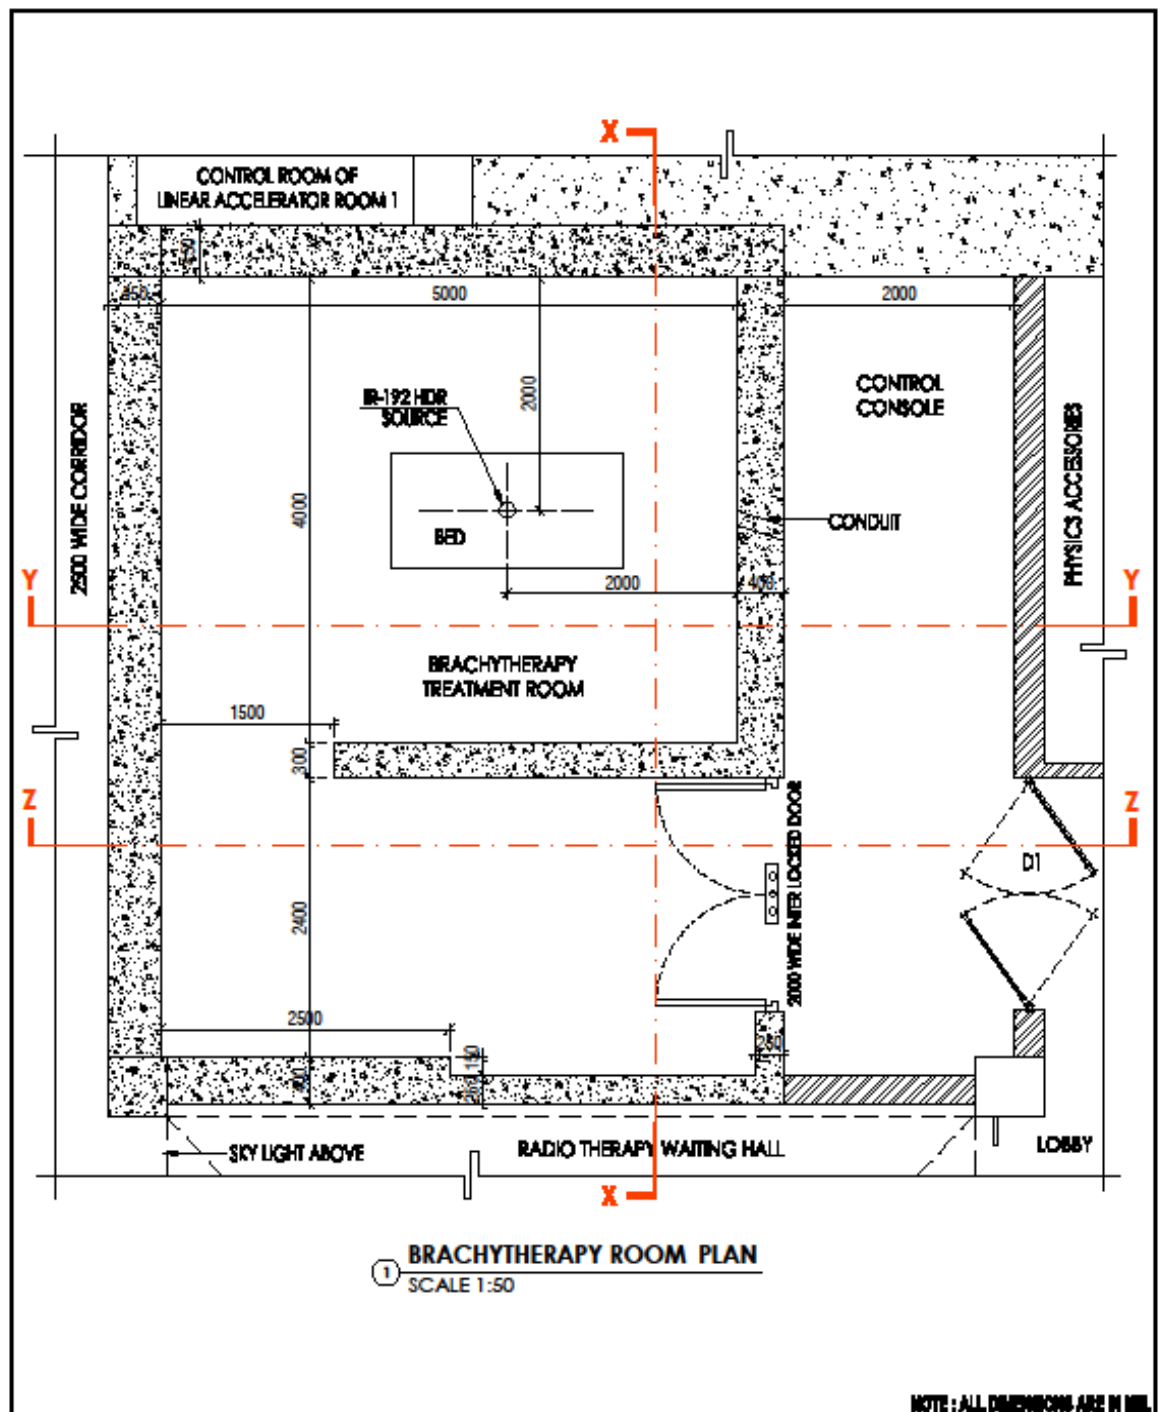 X
CONTROL ROOM OF
LINEAR ACCELERATOR ROOM 1
450
450
5000
2000
2000
IR-192 HDR
SOURCE
CONTROL
CONSOLE
2500 WIDE CORRIDOR
PHYSICS ACCESSORIES
4000
BED
CONDUIT
2000
400
Y
Y
BRACHYTHERAPY
TREATMENT ROOM
1500
300
Z
Z
2000 WIDE INTER LOCKED DOOR
D1
2400
2500
150
250
400
250
SKY LIGHT ABOVE
RADIO THERAPY WAITING HALL
LOBBY
X
1
BRACHYTHERAPY ROOM PLAN
SCALE 1:50
NOTE : ALL DIMENSIONS ARE IN MM.